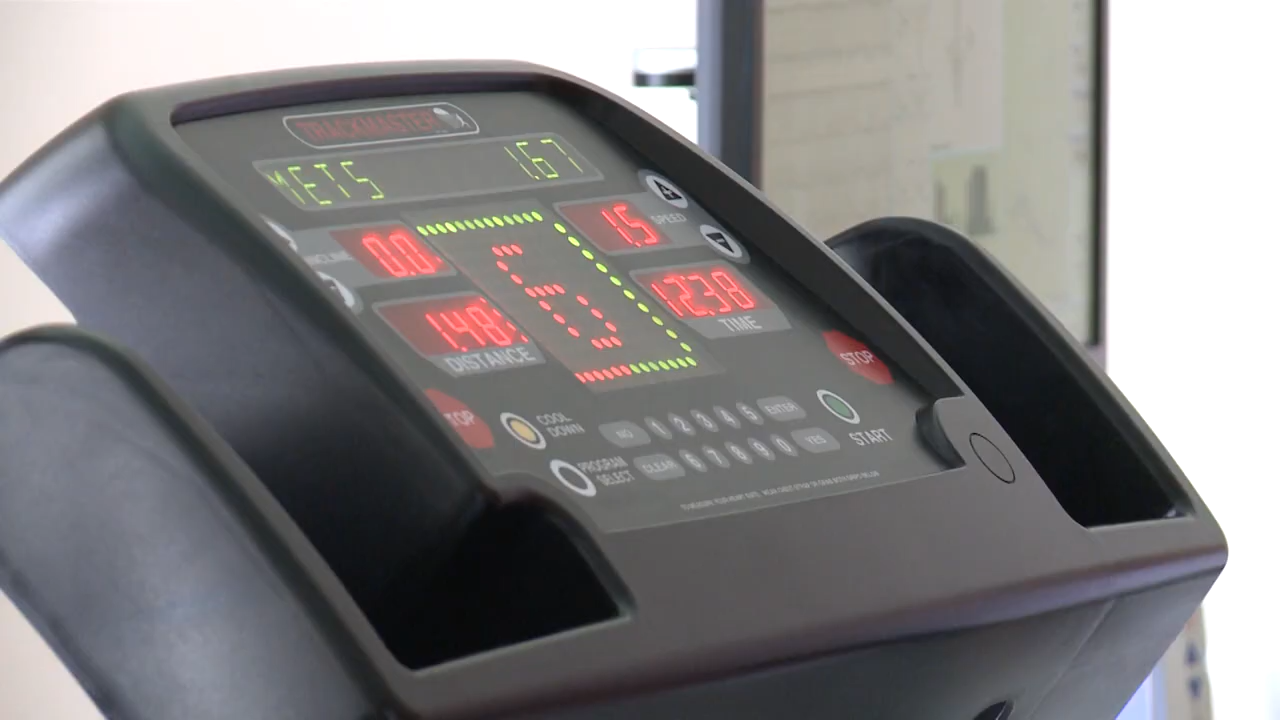 TRACKMASTER
METS 1.67
INCLINE 0.0
1.5 SPEED
6
1.48 DISTANCE
12:38 TIME
STOP
STOP
COOL DOWN
NO 1 2 3 4 5 ENTER
START
PROGRAM SELECT
CLEAR 6 7 8 9 0 YES